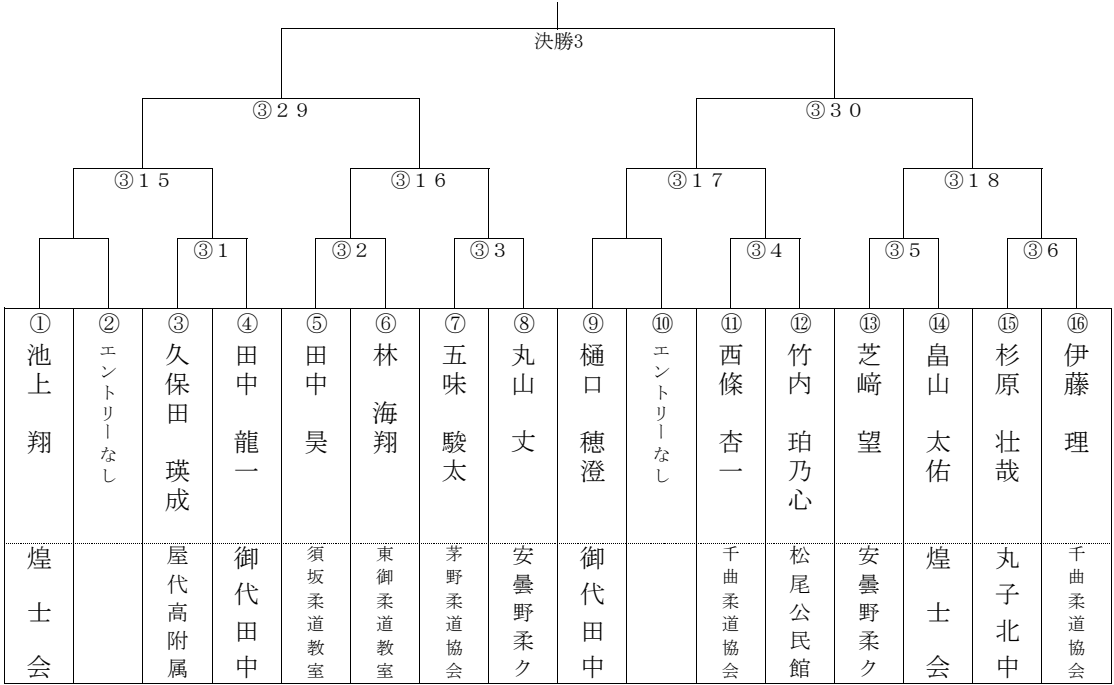 決勝3
③２９
③３０
③１５
③１６
③１７
③１８
③１
③２
③３
③４
③５
③６
①
池上　翔
煌士会
②
エントリーなし
③
久保田　瑛成
屋代高附属
④
田中　龍一
御代田中
⑤
田中　昊
須坂柔道教室
⑥
林　海翔
東御柔道教室
⑦
五味　駿太
茅野柔道協会
⑧
丸山　丈
安曇野柔ク
⑨
樋口　穂澄
御代田中
⑩
エントリーなし
⑪
西條　杏一
千曲柔道協会
⑫
竹内　珀乃心
松尾公民館
⑬
芝﨑　望
安曇野柔ク
⑭
畠山　太佑
煌士会
⑮
杉原　壮哉
丸子北中
⑯
伊藤　理
千曲柔道協会